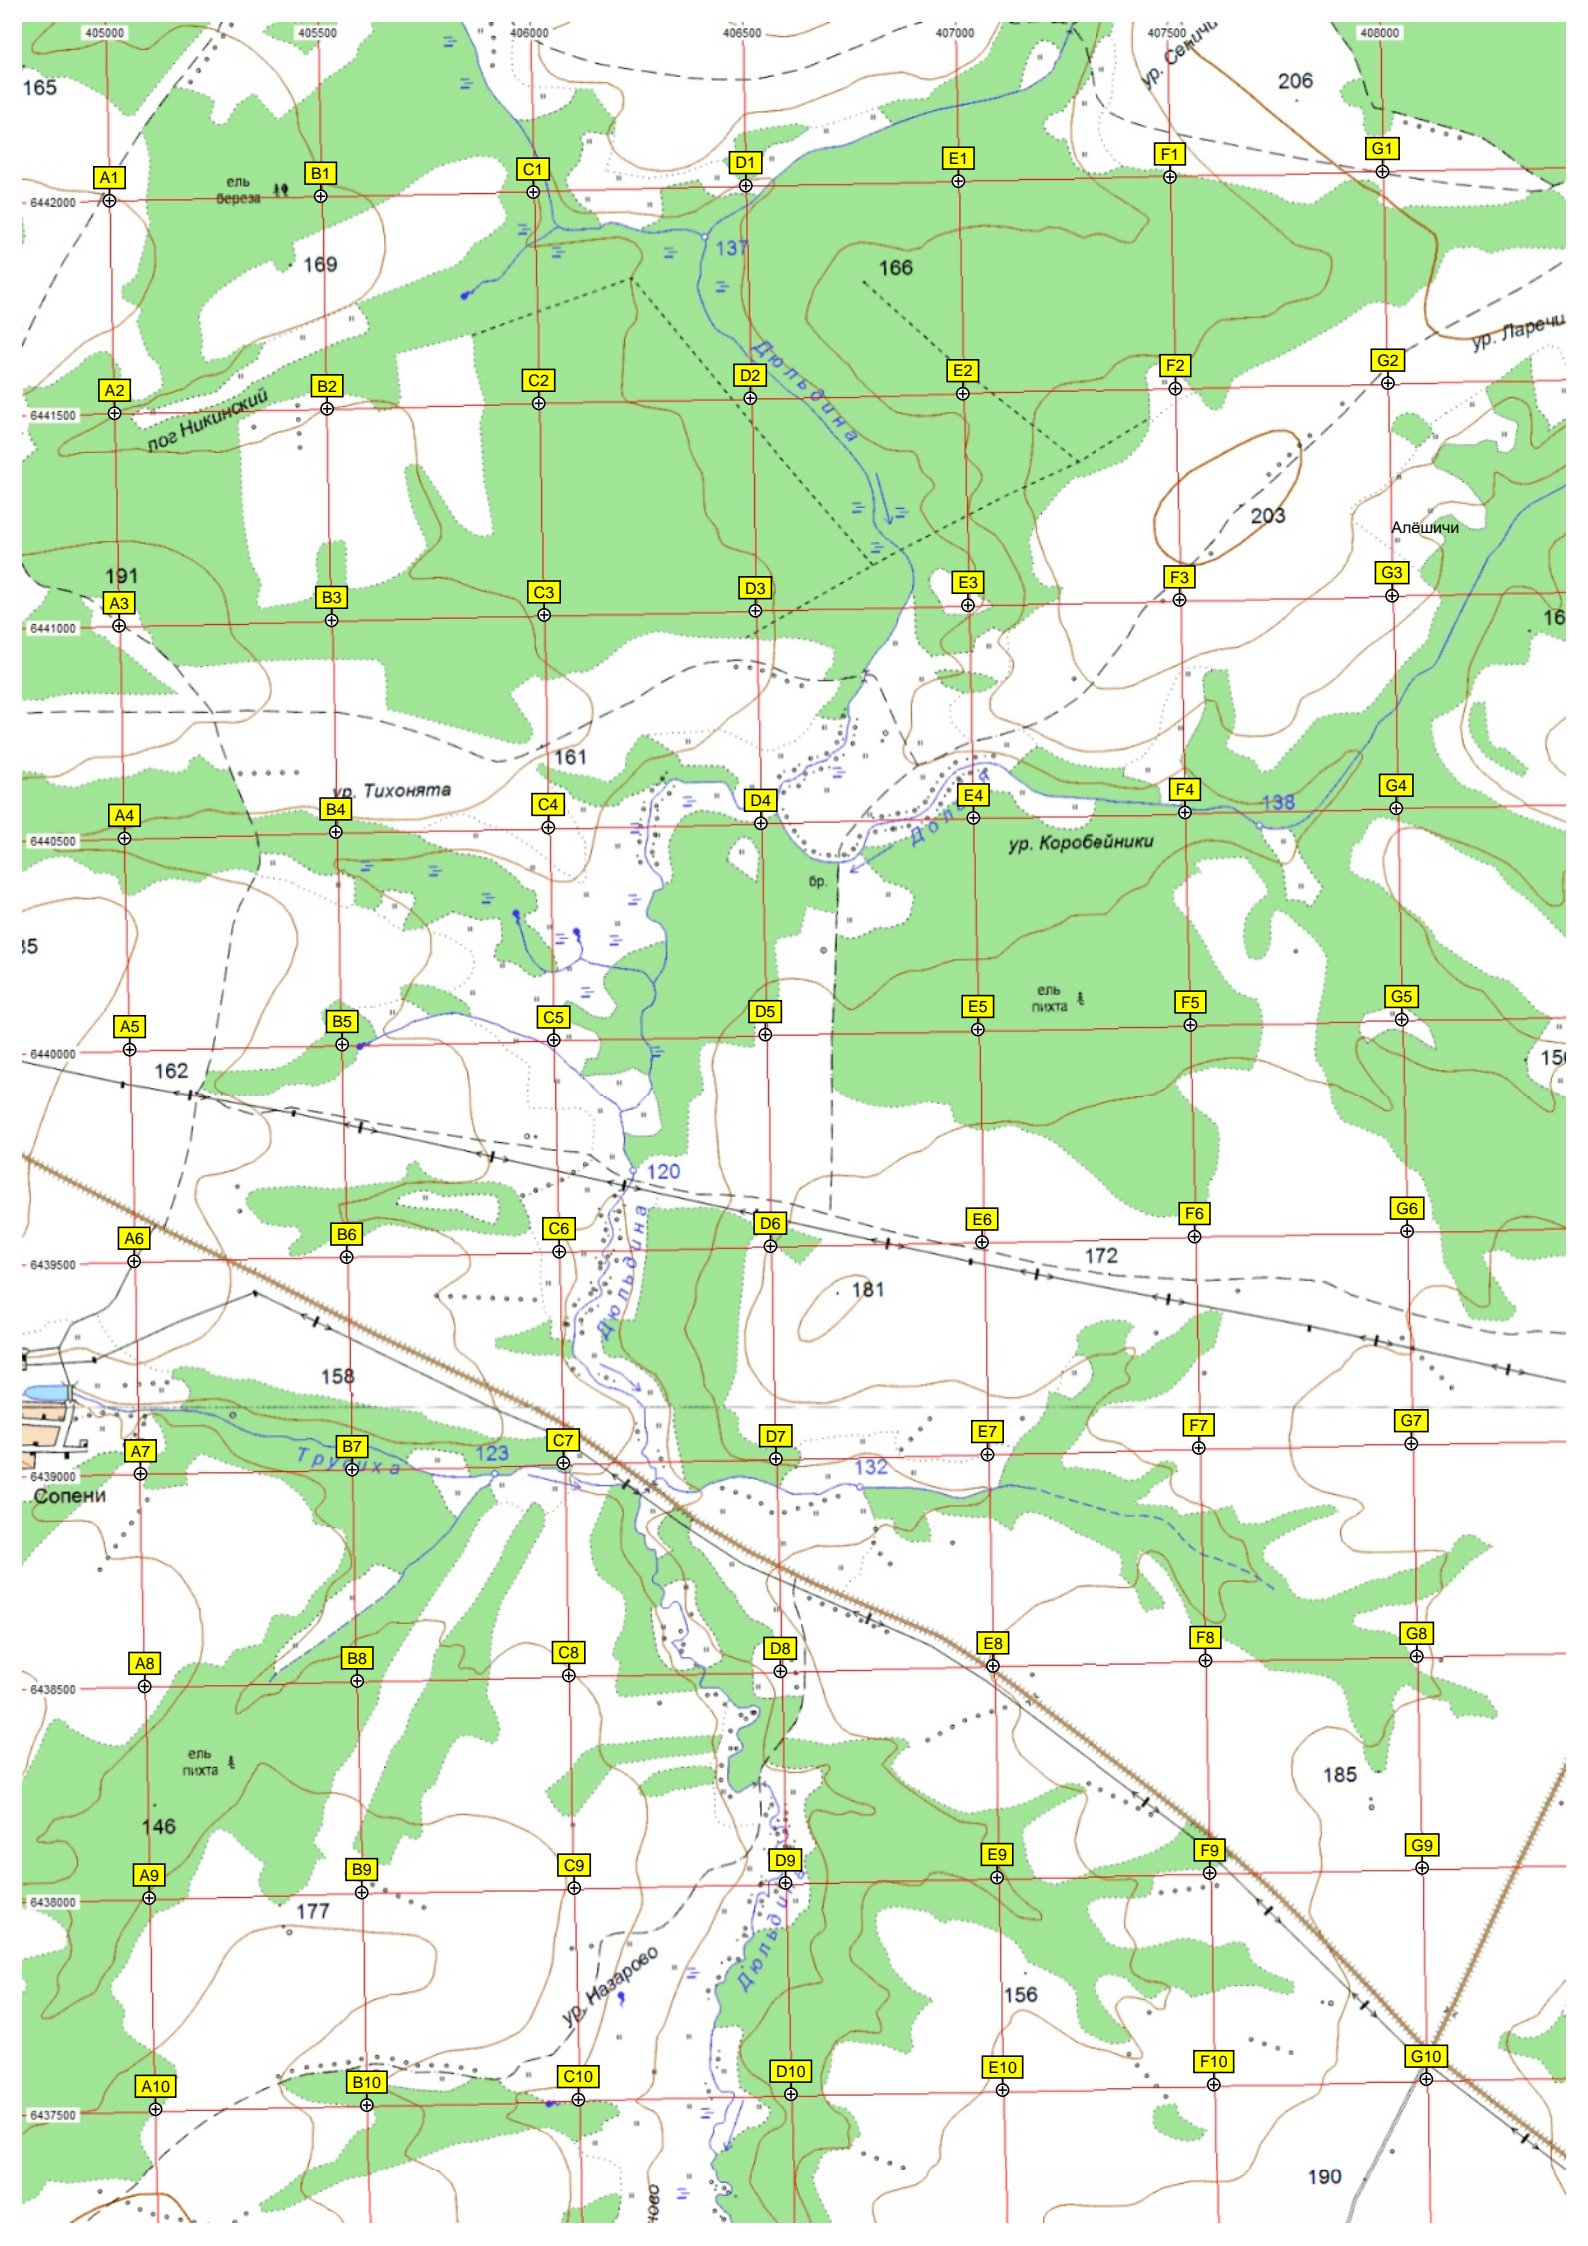 405000 405500 406000 406500 407000 407500 408000
ур. Сеничи
165
206
A1 B1 C1 D1 E1 F1 G1
6442000
ель
береза
137
169
166
ур. Ларечи
A2 B2 C2 D2 E2 F2 G2
6441500
лог Никинский
Дюльдина
203
Алёшичи
191
A3 B3 C3 D3 E3 F3 G3
6441000
16
161
ур. Тихонята
A4 B4 C4 D4 E4 F4 G4
138
6440500
ур. Коробейники
бр.
35
ель
пихта
A5 B5 C5 D5 E5 F5 G5
6440000
162
150
120
A6 B6 C6 D6 E6 F6 G6
6439500
172
Дюльдина
181
158
A7 B7 C7 D7 E7 F7 G7
Трубиха
123
132
6439000
Сопени
A8 B8 C8 D8 E8 F8 G8
6438500
ель
пихта
185
146
A9 B9 C9 D9 E9 F9 G9
6438000
177
Дюльдина
ур. Назарово
156
A10 B10 C10 D10 E10 F10 G10
6437500
190
ново